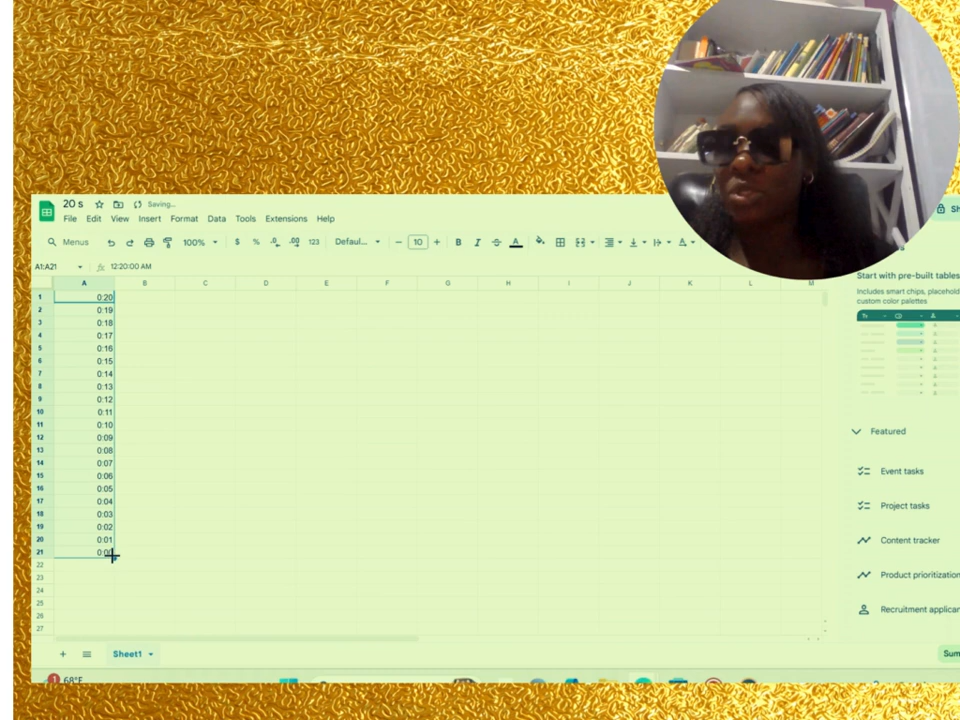 20 s Saving...
File Edit View Insert Format Data Tools Extensions Help
Menus 100% $ % .0 .00 123 Defaul... − 10 + B I A A
A1:A21 fx 12:20:00 AM
A B C D E F G H I J K L M
1 0:20
2 0:19
3 0:18
4 0:17
5 0:16
6 0:15
7 0:14
8 0:13
9 0:12
10 0:11
11 0:10
12 0:09
13 0:08
14 0:07
15 0:06
16 0:05
17 0:04
18 0:03
19 0:02
20 0:01
21 0:00
22
23
24
25
26
27
Sh
Start with pre-built tables
Includes smart chips, placehold
custom color palettes
Featured
Event tasks
Project tasks
Content tracker
Product prioritization
Recruitment applican
+ Sheet1
Sum
1 68°F